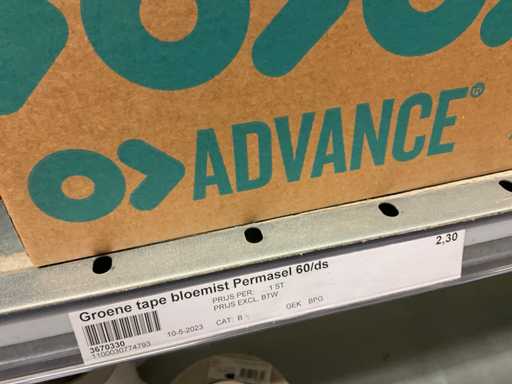 ADVANCE®
Groene tape bloemist Permasel 60/ds 2,30
PRIJS PER: 1 ST
PRIJS EXCL. BTW
3670330 10-5-2023 CAT: B GEK BPG
1100030774793